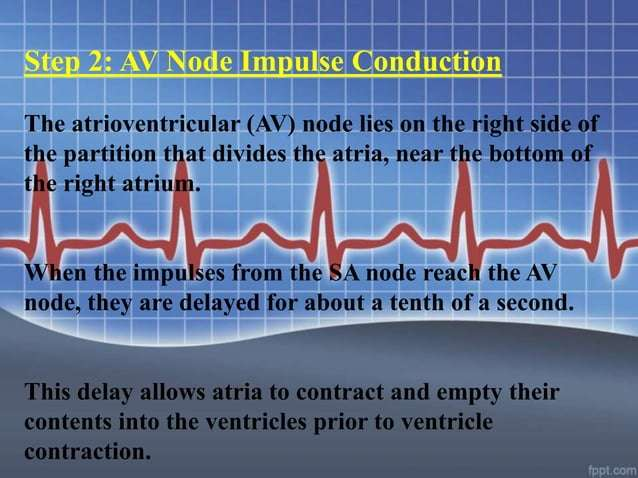 Step 2: AV Node Impulse Conduction
The atrioventricular (AV) node lies on the right side of
the partition that divides the atria, near the bottom of
the right atrium.
When the impulses from the SA node reach the AV
node, they are delayed for about a tenth of a second.
This delay allows atria to contract and empty their
contents into the ventricles prior to ventricle
contraction.
fppt.com